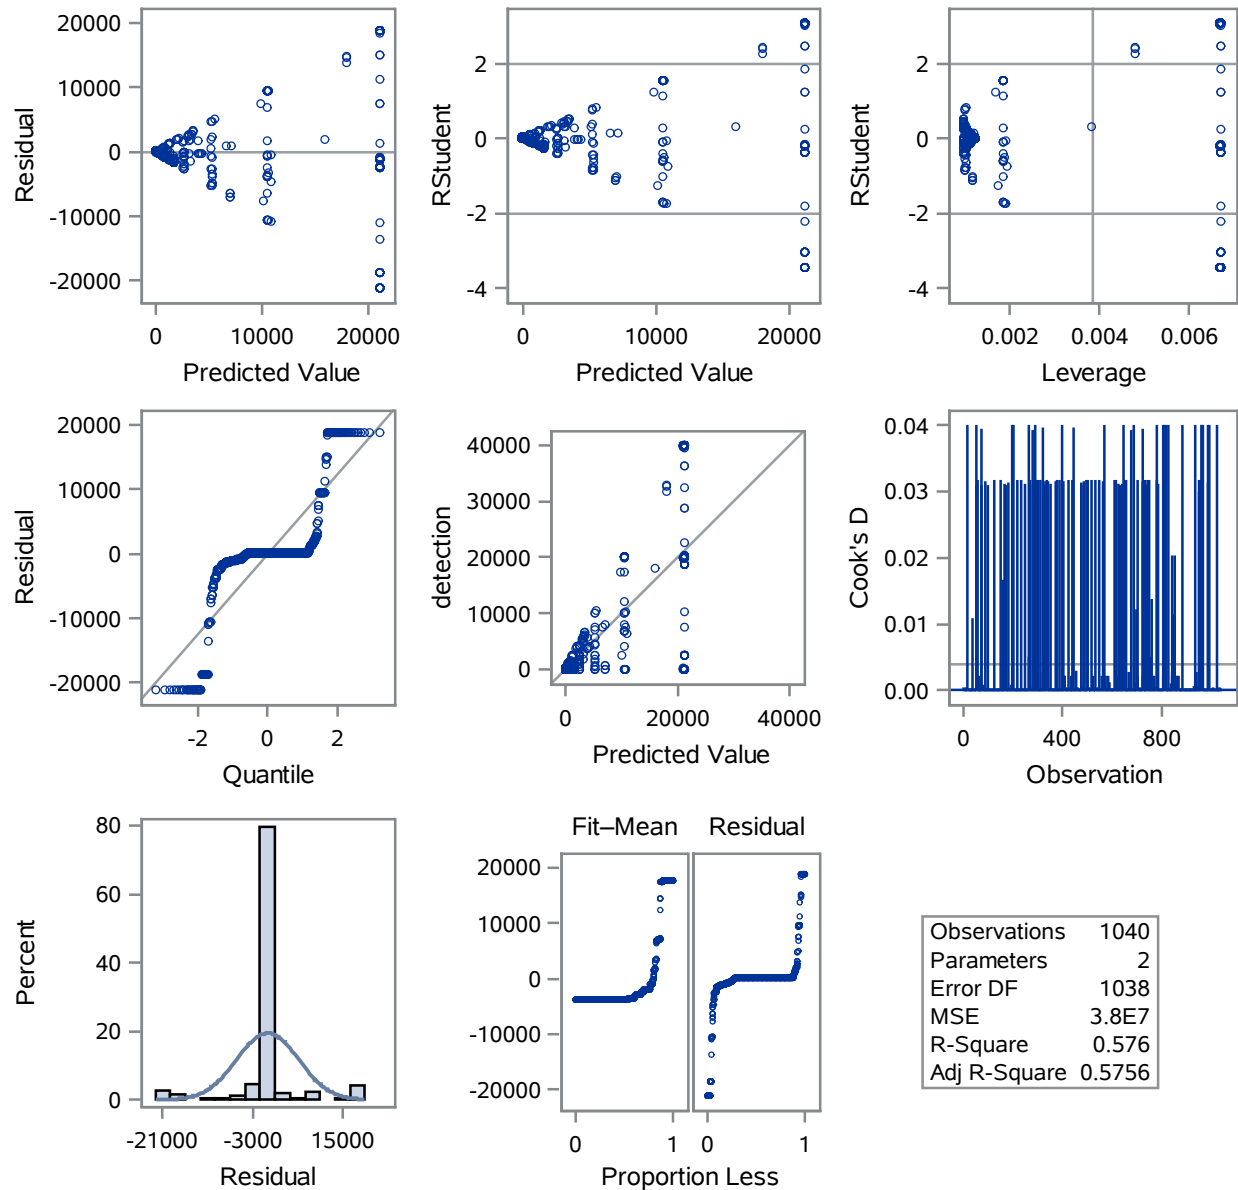 20000
10000
0
-10000
-20000
Residual
0 10000 20000
Predicted Value
2
0
-2
-4
RStudent
0 10000 20000
Predicted Value
2
0
-2
-4
RStudent
0.002 0.004 0.006
Leverage
20000
10000
0
-10000
-20000
Residual
-2 0 2
Quantile
40000
30000
20000
10000
0
detection
0 20000 40000
Predicted Value
0.04
0.03
0.02
0.01
0.00
Cook's D
0 400 800
Observation
80
60
40
20
0
Percent
-21000 -3000 15000
Residual
Fit–Mean Residual
20000
10000
0
-10000
-20000
0 1 0 1
Proportion Less
Observations 1040
Parameters 2
Error DF 1038
MSE 3.8E7
R-Square 0.576
Adj R-Square 0.5756